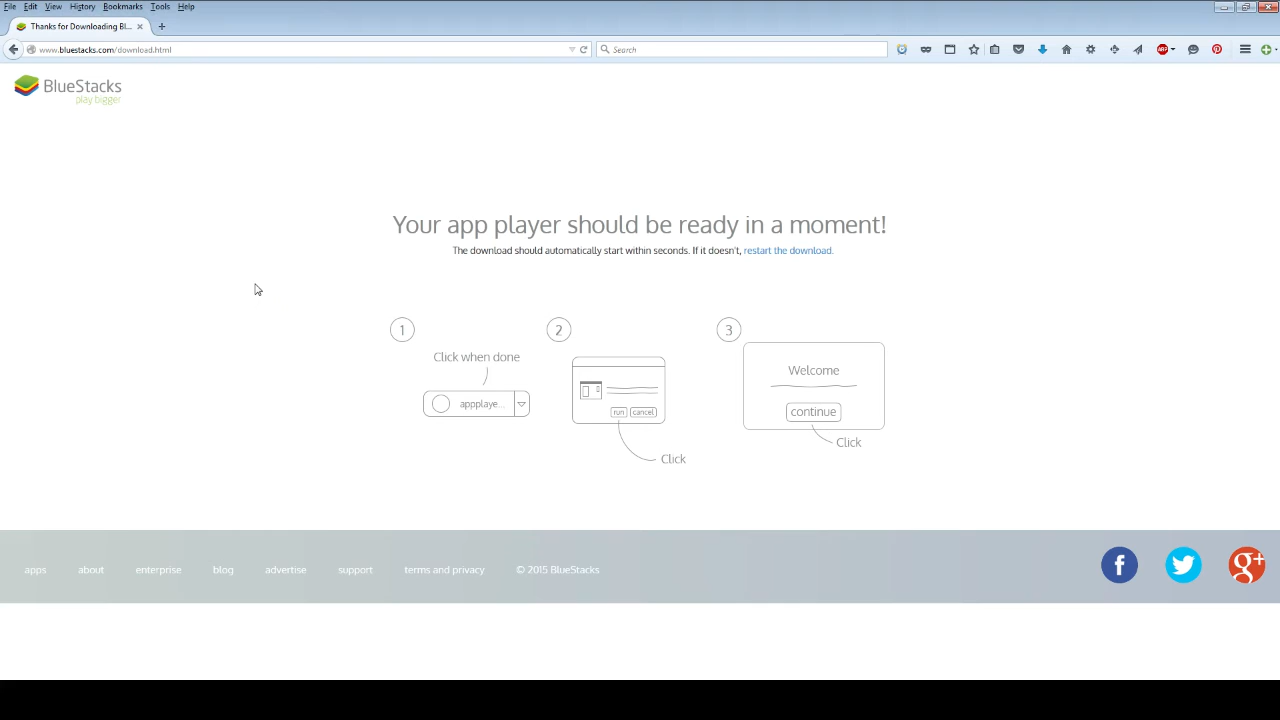 File Edit View History Bookmarks Tools Help
Thanks for Downloading Bl...
www.bluestacks.com/download.html
Search
ABP
BlueStacks
play bigger
Your app player should be ready in a moment!
The download should automatically start within seconds. If it doesn't, restart the download.
1
Click when done
appplaye...
2
run cancel
Click
3
Welcome
continue
Click
apps about enterprise blog advertise support terms and privacy © 2015 BlueStacks